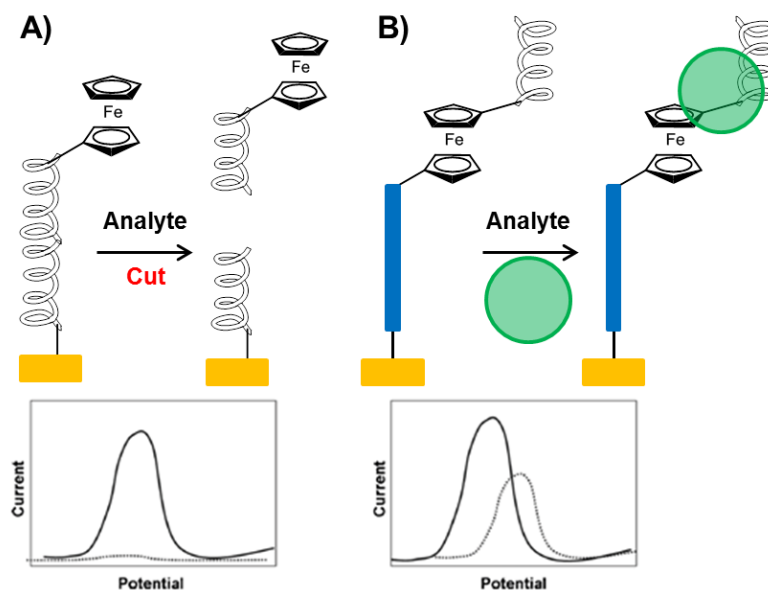 A)
Fe
Fe
Analyte
Cut
Current
Potential
B)
Fe
Fe
Analyte
Current
Potential